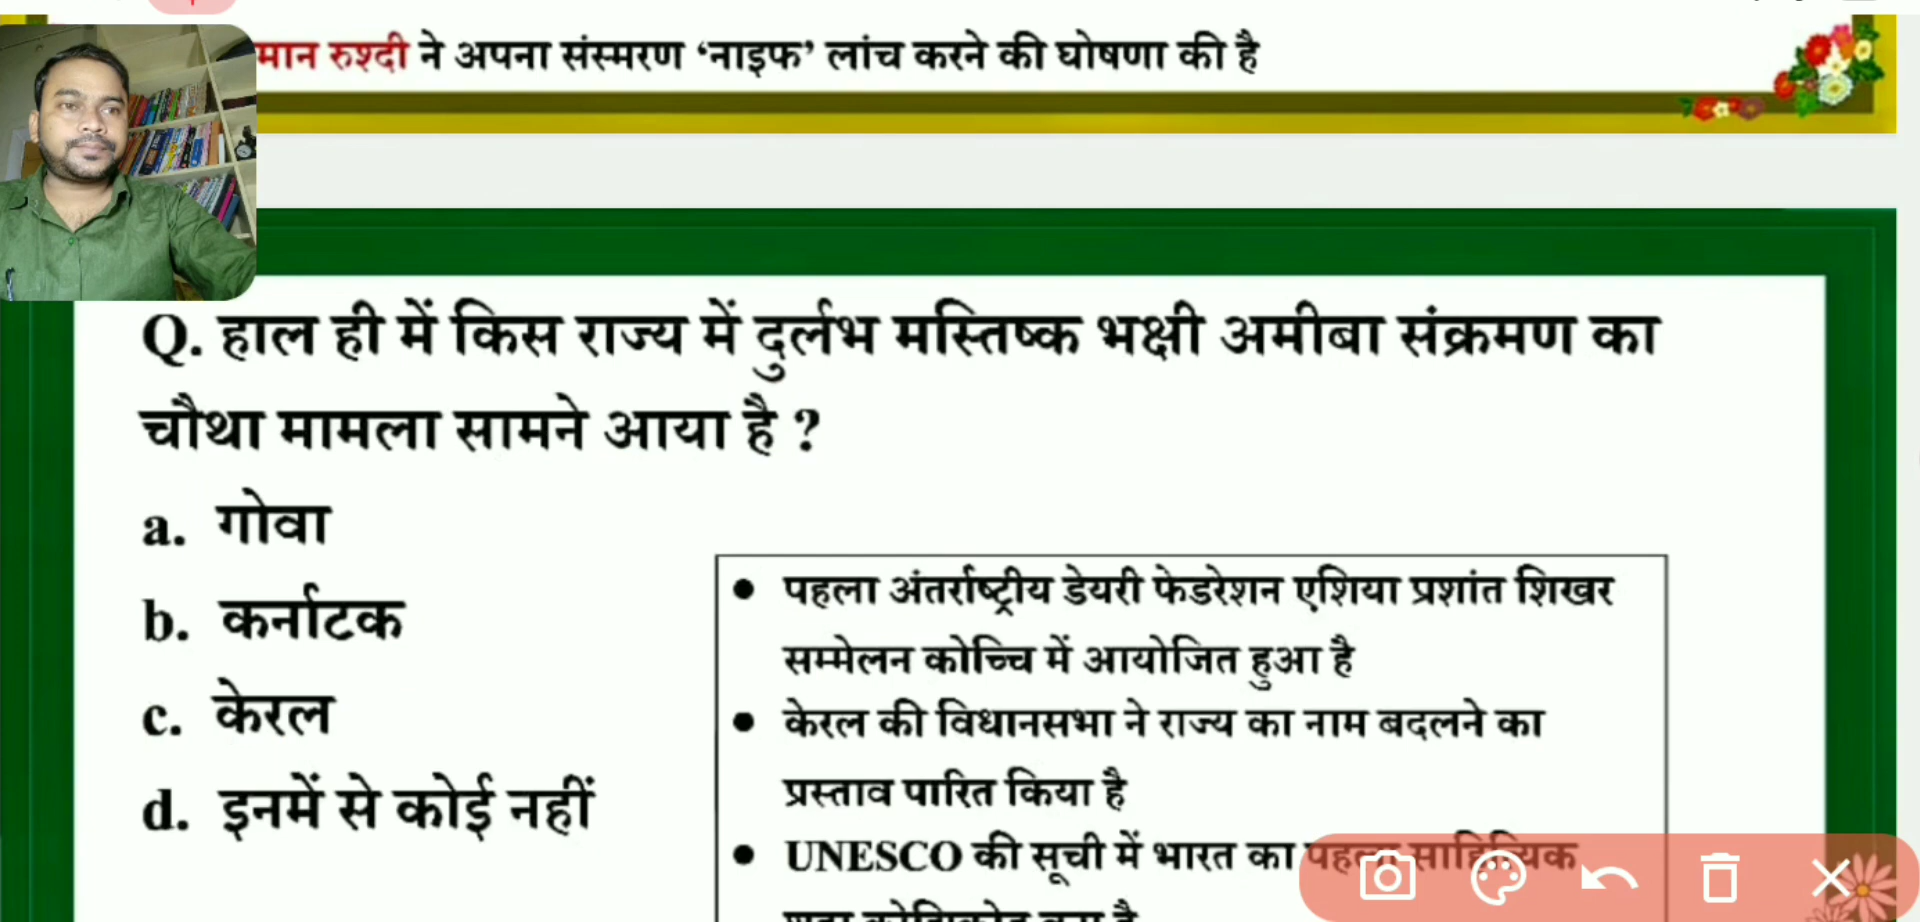 मान रुश्दी ने अपना संस्मरण ‘नाइफ’ लांच करने की घोषणा की है
Q. हाल ही में किस राज्य में दुर्लभ मस्तिष्क भक्षी अमीबा संक्रमण का
चौथा मामला सामने आया है ?
a. गोवा
b. कर्नाटक
c. केरल
d. इनमें से कोई नहीं
• पहला अंतर्राष्ट्रीय डेयरी फेडरेशन एशिया प्रशांत शिखर
सम्मेलन कोच्चि में आयोजित हुआ है
• केरल की विधानसभा ने राज्य का नाम बदलने का
प्रस्ताव पारित किया है
• UNESCO की सूची में भारत का पहला साहित्यिक